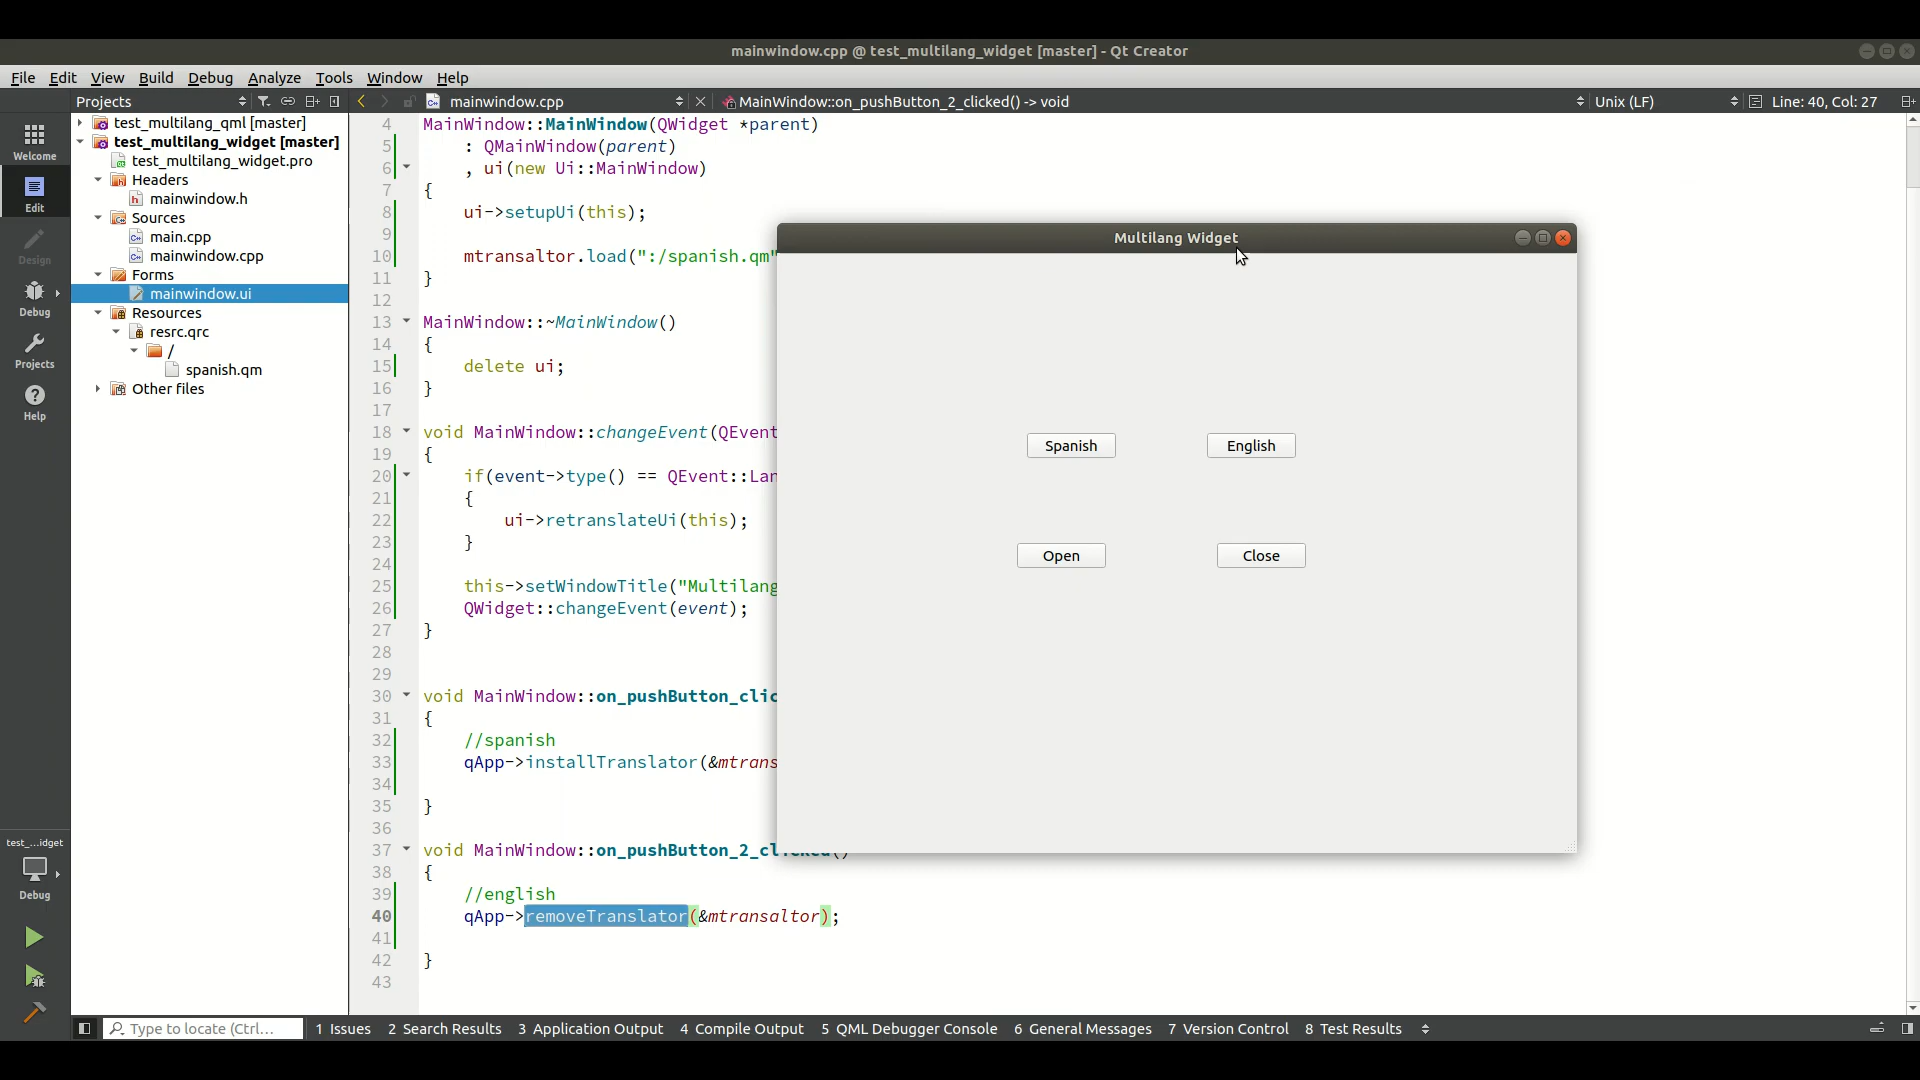 mainwindow.cpp @ test_multilang_widget [master] - Qt Creator
File Edit View Build Debug Analyze Tools Window Help
Projects mainwindow.cpp MainWindow::on_pushButton_2_clicked() -> void Unix (LF) Line: 40, Col: 27
Welcome
Edit
Design
Debug
Projects
Help
test_...idget
Debug
test_multilang_qml [master]
test_multilang_widget [master]
test_multilang_widget.pro
Headers
mainwindow.h
Sources
main.cpp
mainwindow.cpp
Forms
mainwindow.ui
Resources
resrc.qrc
/
spanish.qm
Other files
4 MainWindow::MainWindow(QWidget *parent)
5 : QMainWindow(parent)
6 , ui(new Ui::MainWindow)
7 {
8 ui->setupUi(this);
9
10 mtransaltor.load(":/spanish.qm"
11 }
12
13 MainWindow::~MainWindow()
14 {
15 delete ui;
16 }
17
18 void MainWindow::changeEvent(QEvent
19 {
20 if(event->type() == QEvent::Lan
21 {
22 ui->retranslateUi(this);
23 }
24
25 this->setWindowTitle("Multilang
26 QWidget::changeEvent(event);
27 }
28
29
30 void MainWindow::on_pushButton_clic
31 {
32 //spanish
33 qApp->installTranslator(&mtrans
34
35 }
36
37 void MainWindow::on_pushButton_2_clicked()
38 {
39 //english
40 qApp->removeTranslator(&mtransaltor);
41
42 }
43
Multilang Widget
Spanish English
Open Close
Type to locate (Ctrl... 1 Issues 2 Search Results 3 Application Output 4 Compile Output 5 QML Debugger Console 6 General Messages 7 Version Control 8 Test Results